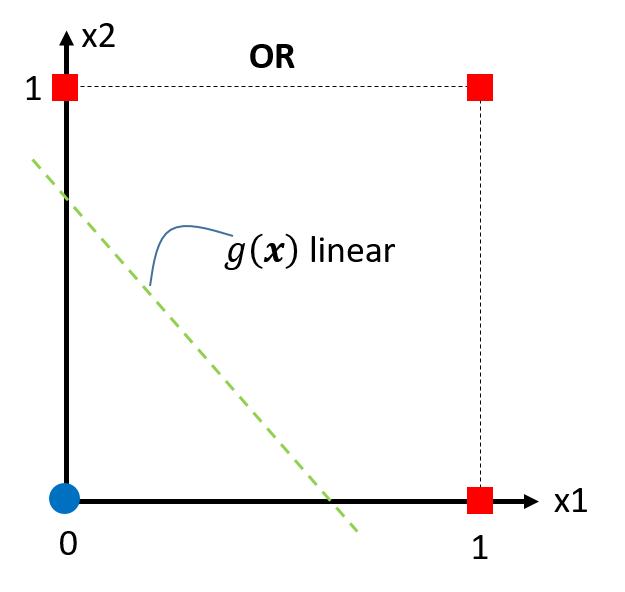 x2
OR
1
g(x) linear
x1
0
1